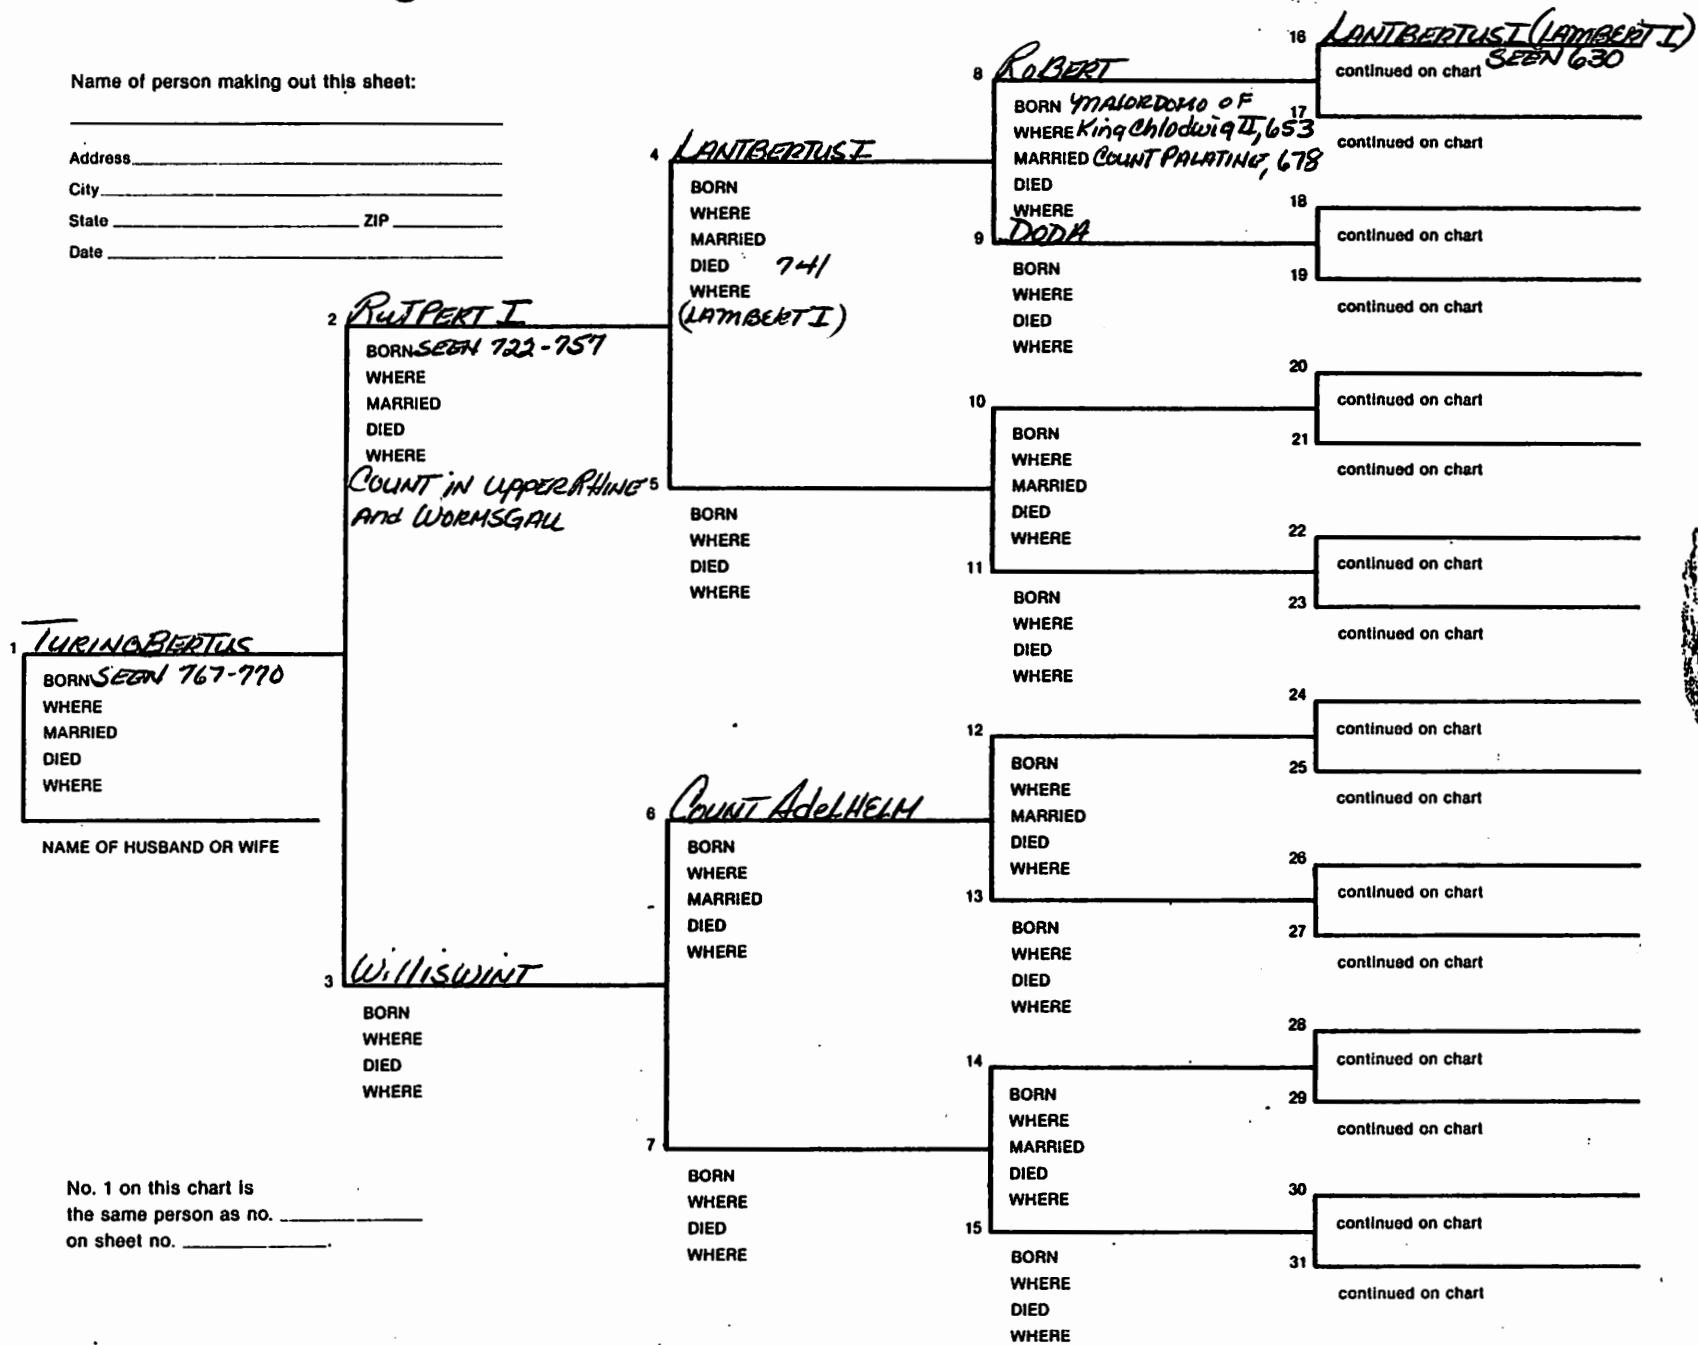 Name of person making out this sheet:
Address
City
State ZIP
Date
1 TURINGBERTUS
BORN SEEN 767-770
WHERE
MARRIED
DIED
WHERE
NAME OF HUSBAND OR WIFE
No. 1 on this chart is
the same person as no.
on sheet no. .
2 RUTPERT I
BORN SEEN 722-757
WHERE
MARRIED
DIED
WHERE
COUNT IN UPPER RHINE
And WORMSGAU
3 WILLISWINT
BORN
WHERE
DIED
WHERE
4 LANTBERTUS I
BORN
WHERE
MARRIED
DIED 741
WHERE
(LAMBERT I)
5
BORN
WHERE
DIED
WHERE
6 COUNT AdELHELM
BORN
WHERE
MARRIED
DIED
WHERE
7
BORN
WHERE
DIED
WHERE
8 ROBERT
BORN MAIORDOMO OF
WHERE King Chlodwig II, 653
MARRIED COUNT PALATINE, 678
DIED
WHERE
9 DODA
BORN
WHERE
DIED
WHERE
10
BORN
WHERE
MARRIED
DIED
WHERE
11
BORN
WHERE
DIED
WHERE
12
BORN
WHERE
MARRIED
DIED
WHERE
13
BORN
WHERE
DIED
WHERE
14
BORN
WHERE
MARRIED
DIED
WHERE
15
BORN
WHERE
DIED
WHERE
16 LANTBERTUS I (LAMBERT I)
continued on chart SEEN 630
17
continued on chart
18
continued on chart
19
continued on chart
20
continued on chart
21
continued on chart
22
continued on chart
23
continued on chart
24
continued on chart
25
continued on chart
26
continued on chart
27
continued on chart
28
continued on chart
29
continued on chart
30
continued on chart
31
continued on chart